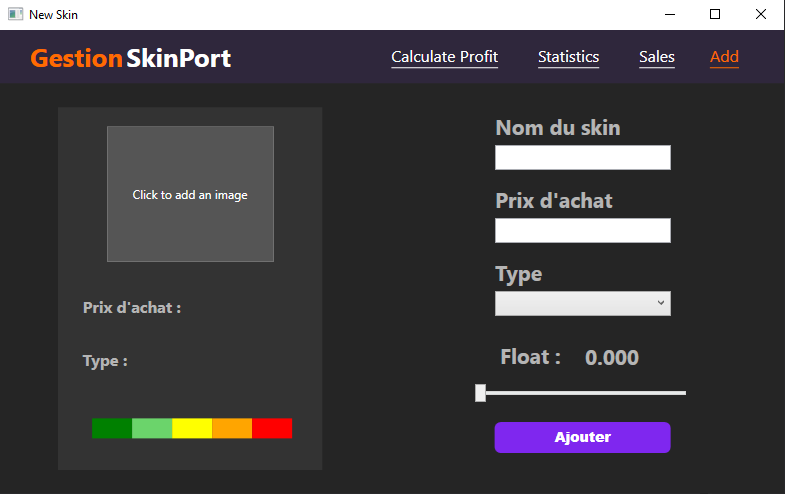 New Skin
Gestion SkinPort
Calculate Profit
Statistics
Sales
Add
Click to add an image
Prix d'achat :
Type :
Nom du skin
Prix d'achat
Type
Float : 0.000
Ajouter